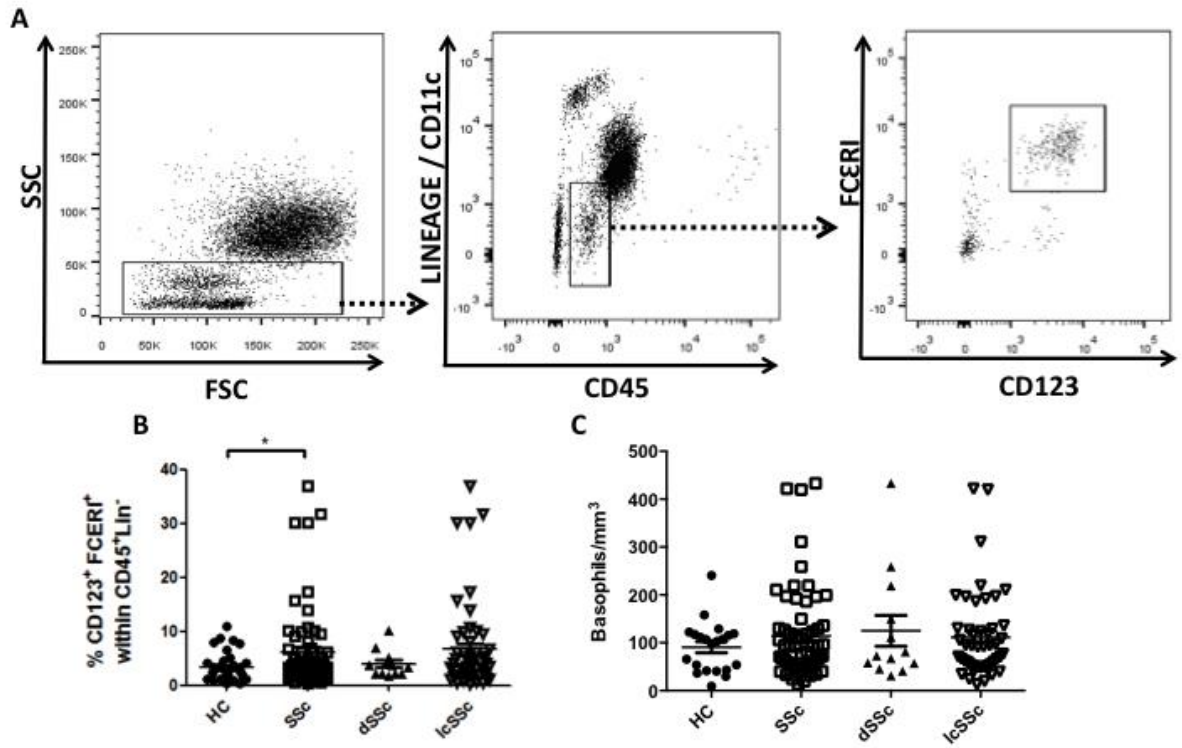 A
SSC
250K
200K
150K
100K
50K
0
0 50K 100K 150K 200K 250K
FSC
LINEAGE / CD11c
10^5
10^4
10^3
0
-10^3
-10^3 0 10^3 10^4 10^5
CD45
FCεRI
10^5
10^4
10^3
0
-10^3
-10^3 0 10^3 10^4 10^5
CD123
B
*
% CD123+ FCERI+
within CD45+Lin-
40
30
20
10
0
HC SSc dSSc lcSSc
C
Basophils/mm3
500
400
300
200
100
0
HC SSc dSSc lcSSc